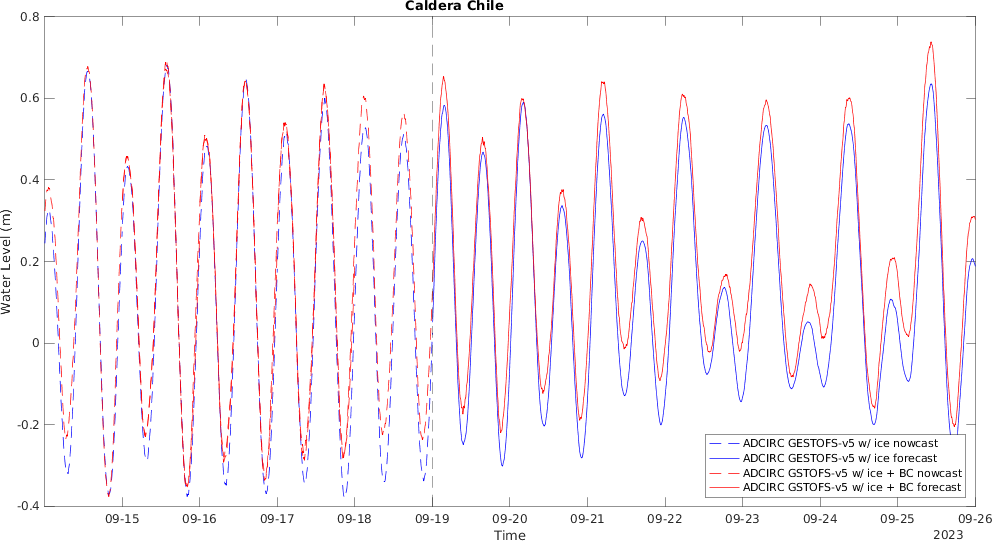 Caldera Chile
0.8
0.6
0.4
0.2
0
-0.2
-0.4
Water Level (m)
09-15
09-16
09-17
09-18
09-19
09-20
09-21
09-22
09-23
09-24
09-25
09-26
Time
2023
ADCIRC GESTOFS-v5 w/ ice nowcast
ADCIRC GESTOFS-v5 w/ ice forecast
ADCIRC GSTOFS-v5 w/ ice + BC nowcast
ADCIRC GSTOFS-v5 w/ ice + BC forecast